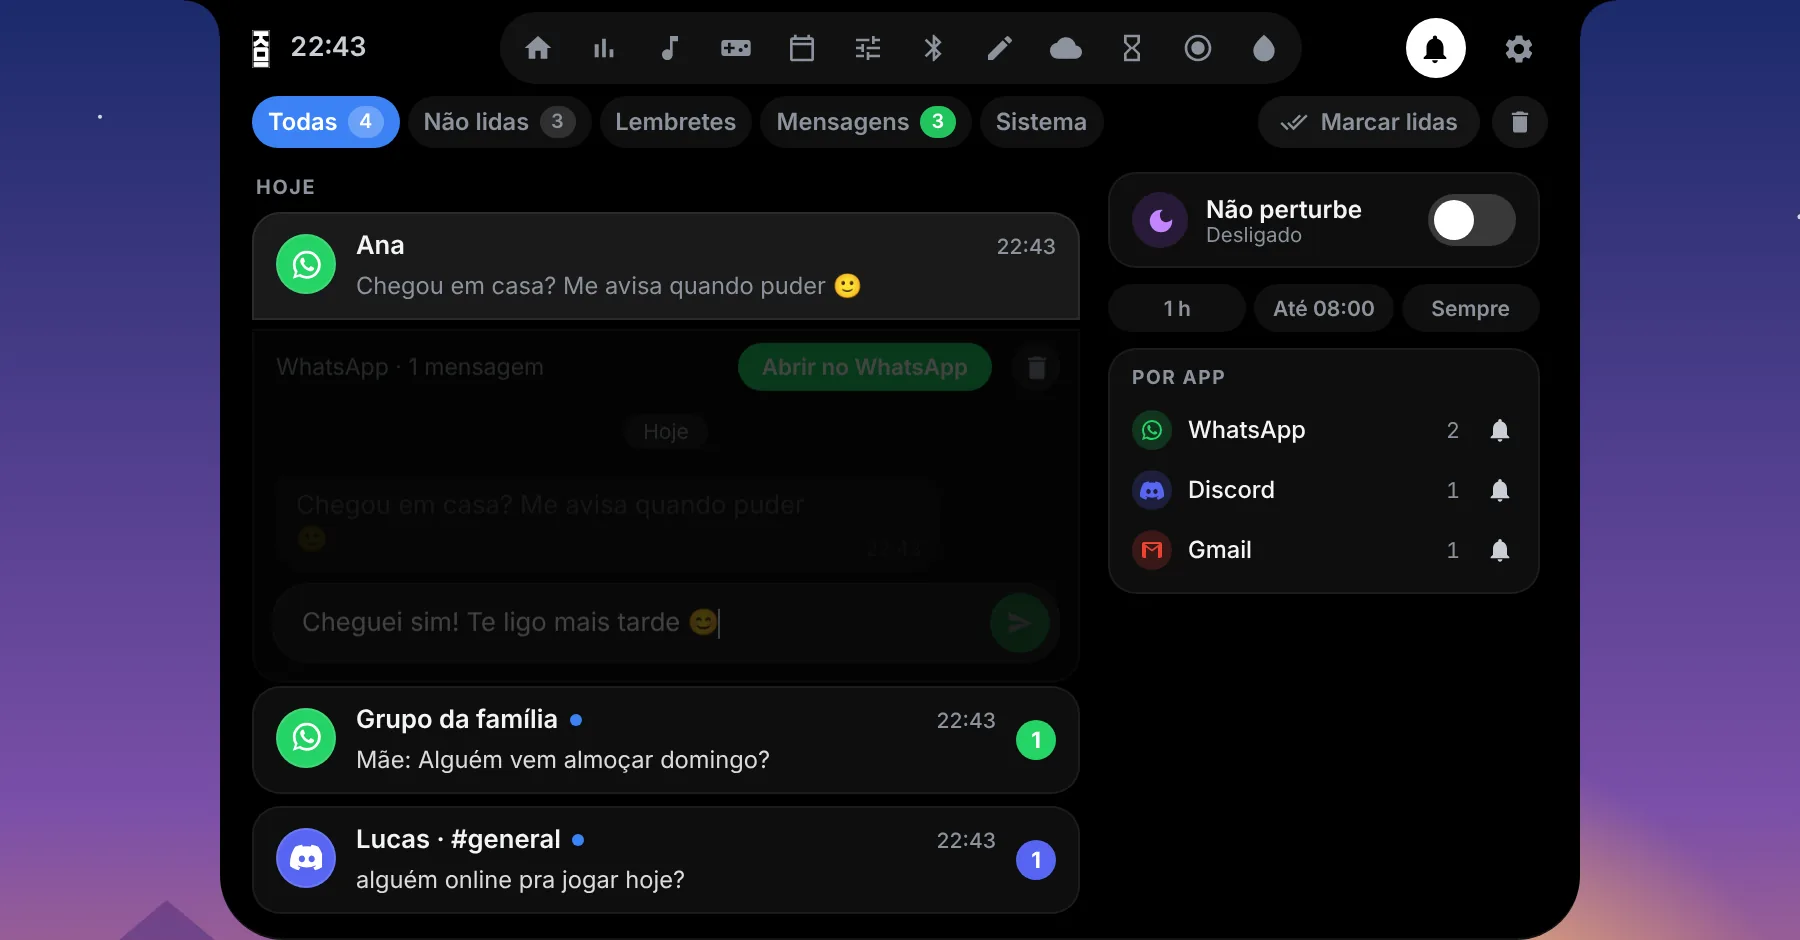 22:43
Todas 4
Não lidas 3
Lembretes
Mensagens 3
Sistema
Marcar lidas
HOJE
Ana
22:43
Chegou em casa? Me avisa quando puder 🙂
WhatsApp · 1 mensagem
Abrir no WhatsApp
Hoje
Chegou em casa? Me avisa quando puder
🙂
22:43
Cheguei sim! Te ligo mais tarde 😊
Grupo da família
22:43
Mãe: Alguém vem almoçar domingo?
1
Lucas · #general
22:43
alguém online pra jogar hoje?
1
Não perturbe
Desligado
1 h
Até 08:00
Sempre
POR APP
WhatsApp 2
Discord 1
Gmail 1